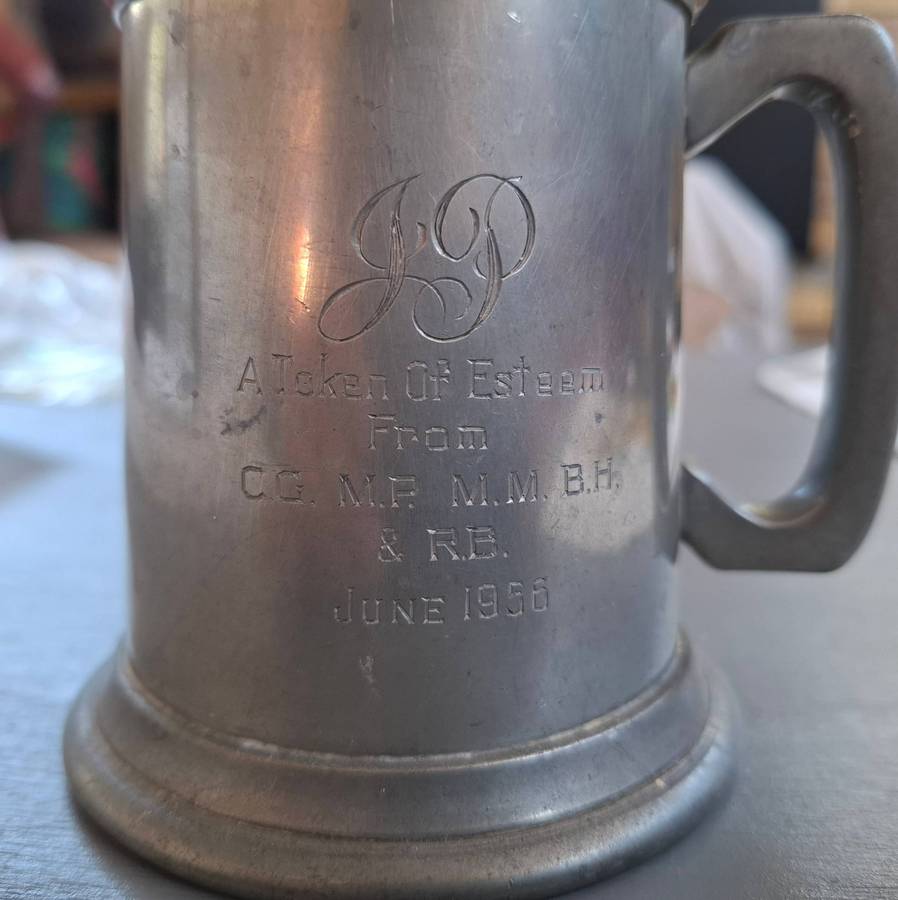 JP
A Token Of Esteem
From
C.G. M.P. M.M. B.H.
& R.B.
JUNE 1956